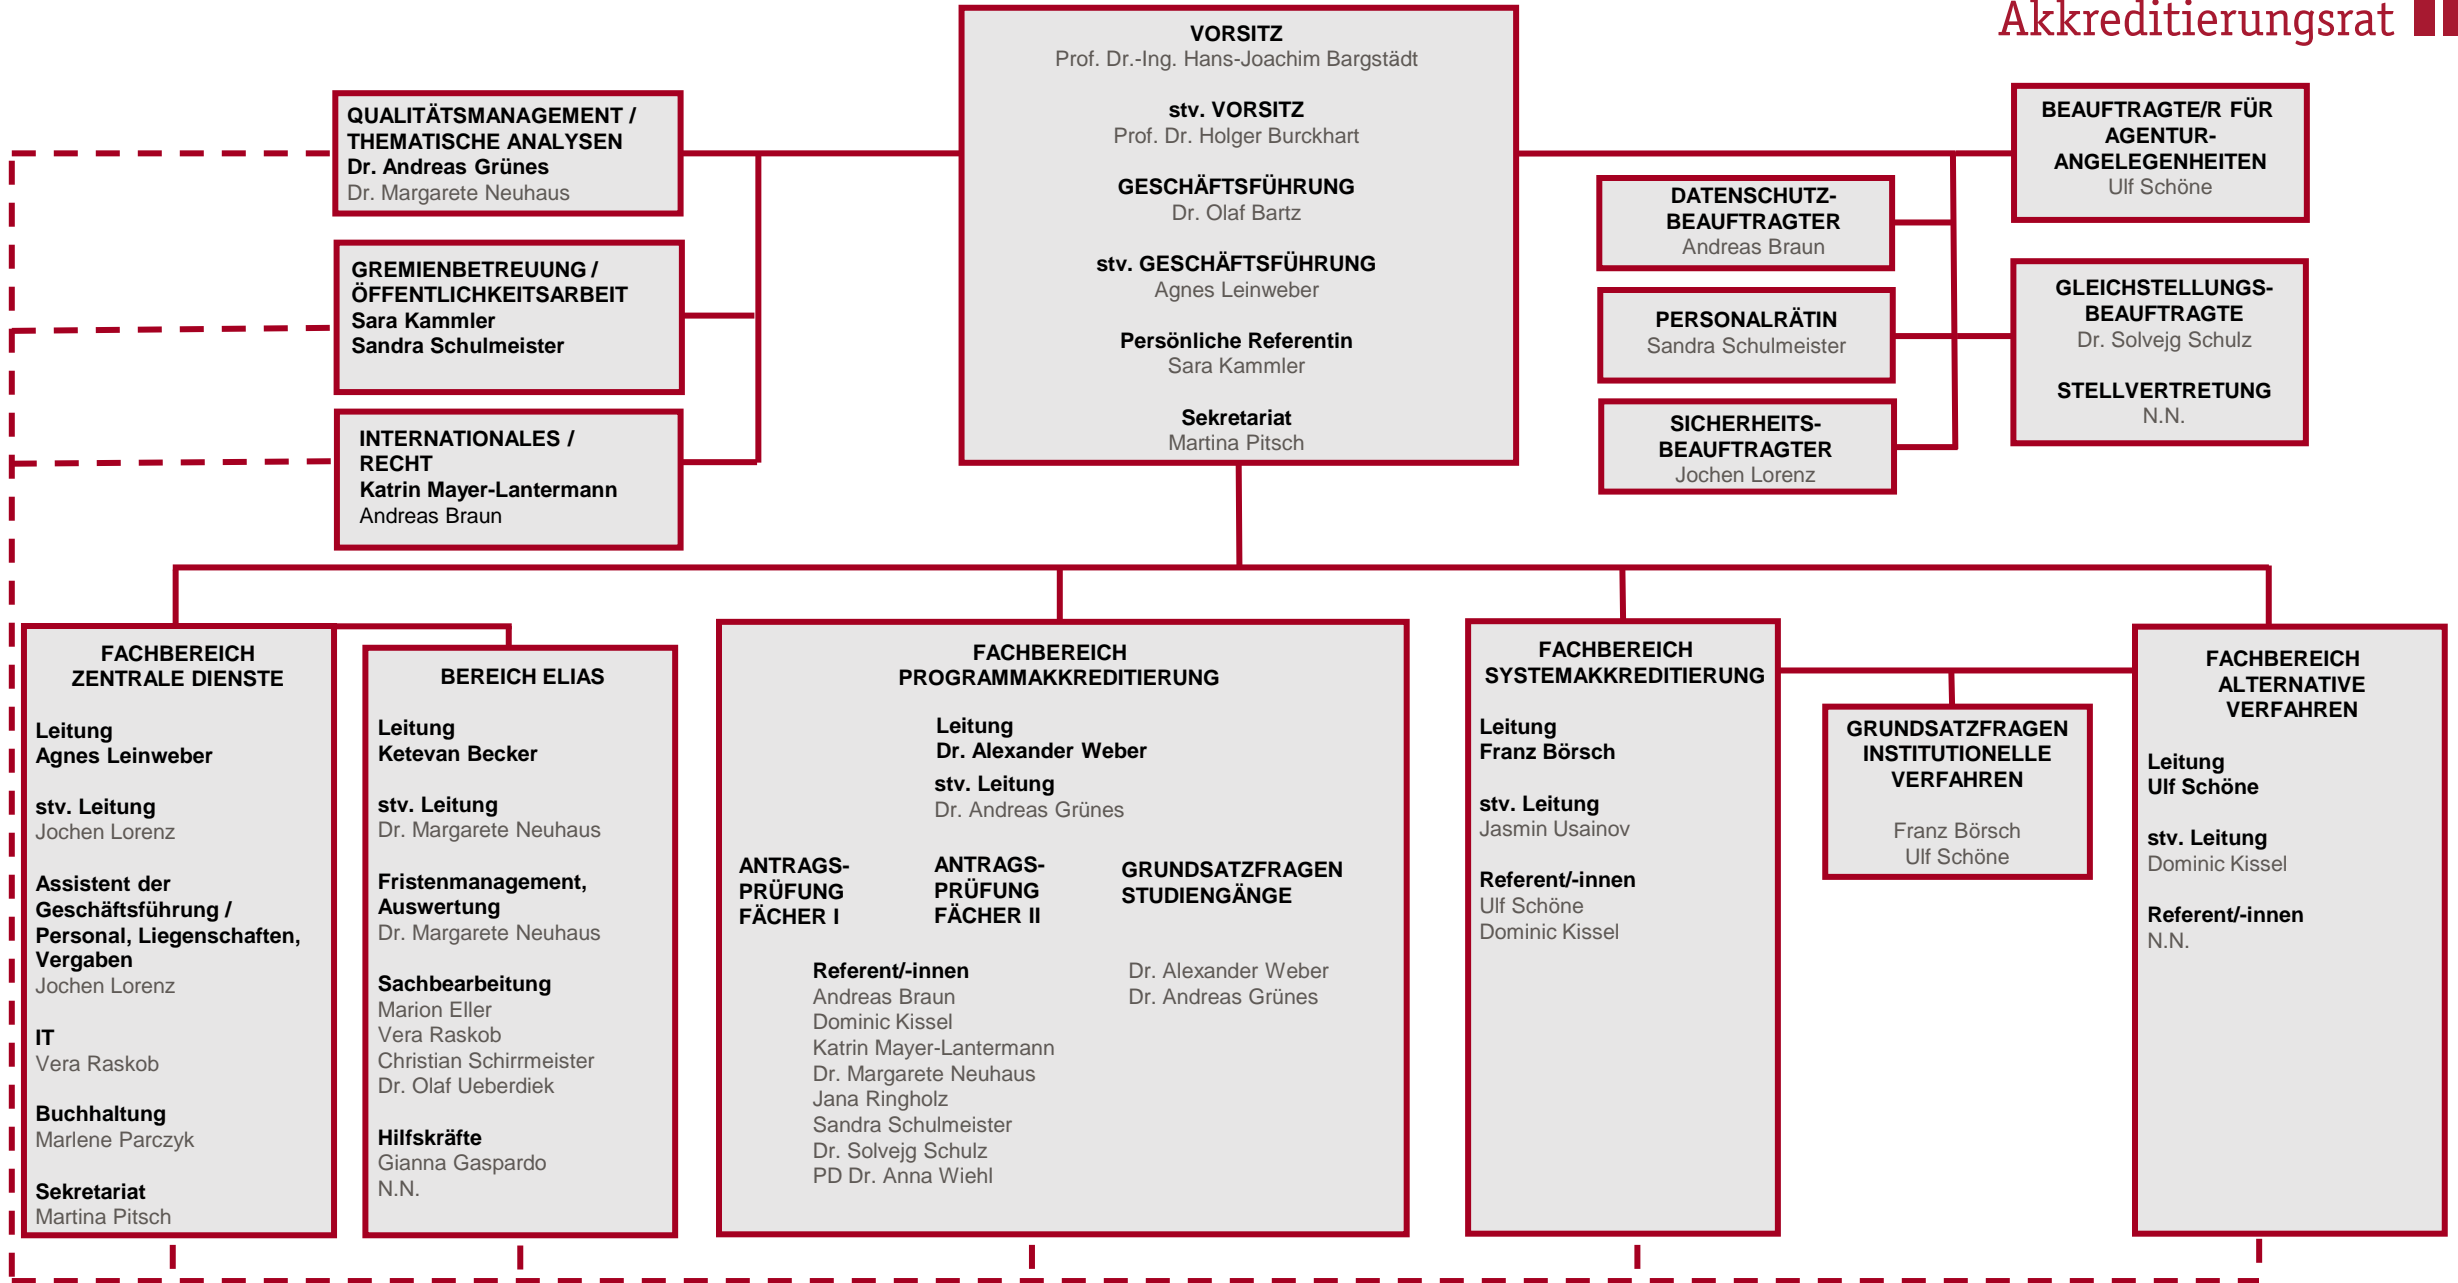 Akkreditierungsrat
VORSITZ
Prof. Dr.-Ing. Hans-Joachim Bargstädt
stv. VORSITZ
Prof. Dr. Holger Burckhart
GESCHÄFTSFÜHRUNG
Dr. Olaf Bartz
stv. GESCHÄFTSFÜHRUNG
Agnes Leinweber
Persönliche Referentin
Sara Kammler
Sekretariat
Martina Pitsch
QUALITÄTSMANAGEMENT /
THEMATISCHE ANALYSEN
Dr. Andreas Grünes
Dr. Margarete Neuhaus
GREMIENBETREUUNG /
ÖFFENTLICHKEITSARBEIT
Sara Kammler
Sandra Schulmeister
INTERNATIONALES /
RECHT
Katrin Mayer-Lantermann
Andreas Braun
DATENSCHUTZ-
BEAUFTRAGTER
Andreas Braun
PERSONALRÄTIN
Sandra Schulmeister
SICHERHEITS-
BEAUFTRAGTER
Jochen Lorenz
BEAUFTRAGTE/R FÜR
AGENTUR-
ANGELEGENHEITEN
Ulf Schöne
GLEICHSTELLUNGS-
BEAUFTRAGTE
Dr. Solvejg Schulz
STELLVERTRETUNG
N.N.
FACHBEREICH
ZENTRALE DIENSTE
Leitung
Agnes Leinweber
stv. Leitung
Jochen Lorenz
Assistent der
Geschäftsführung /
Personal, Liegenschaften,
Vergaben
Jochen Lorenz
IT
Vera Raskob
Buchhaltung
Marlene Parczyk
Sekretariat
Martina Pitsch
BEREICH ELIAS
Leitung
Ketevan Becker
stv. Leitung
Dr. Margarete Neuhaus
Fristenmanagement,
Auswertung
Dr. Margarete Neuhaus
Sachbearbeitung
Marion Eller
Vera Raskob
Christian Schirrmeister
Dr. Olaf Ueberdiek
Hilfskräfte
Gianna Gaspardo
N.N.
FACHBEREICH
PROGRAMMAKKREDITIERUNG
Leitung
Dr. Alexander Weber
stv. Leitung
Dr. Andreas Grünes
ANTRAGS-
PRÜFUNG
FÄCHER I
ANTRAGS-
PRÜFUNG
FÄCHER II
GRUNDSATZFRAGEN
STUDIENGÄNGE
Referent/-innen
Andreas Braun
Dominic Kissel
Katrin Mayer-Lantermann
Dr. Margarete Neuhaus
Jana Ringholz
Sandra Schulmeister
Dr. Solvejg Schulz
PD Dr. Anna Wiehl
Dr. Alexander Weber
Dr. Andreas Grünes
FACHBEREICH
SYSTEMAKKREDITIERUNG
Leitung
Franz Börsch
stv. Leitung
Jasmin Usainov
Referent/-innen
Ulf Schöne
Dominic Kissel
GRUNDSATZFRAGEN
INSTITUTIONELLE
VERFAHREN
Franz Börsch
Ulf Schöne
FACHBEREICH
ALTERNATIVE
VERFAHREN
Leitung
Ulf Schöne
stv. Leitung
Dominic Kissel
Referent/-innen
N.N.